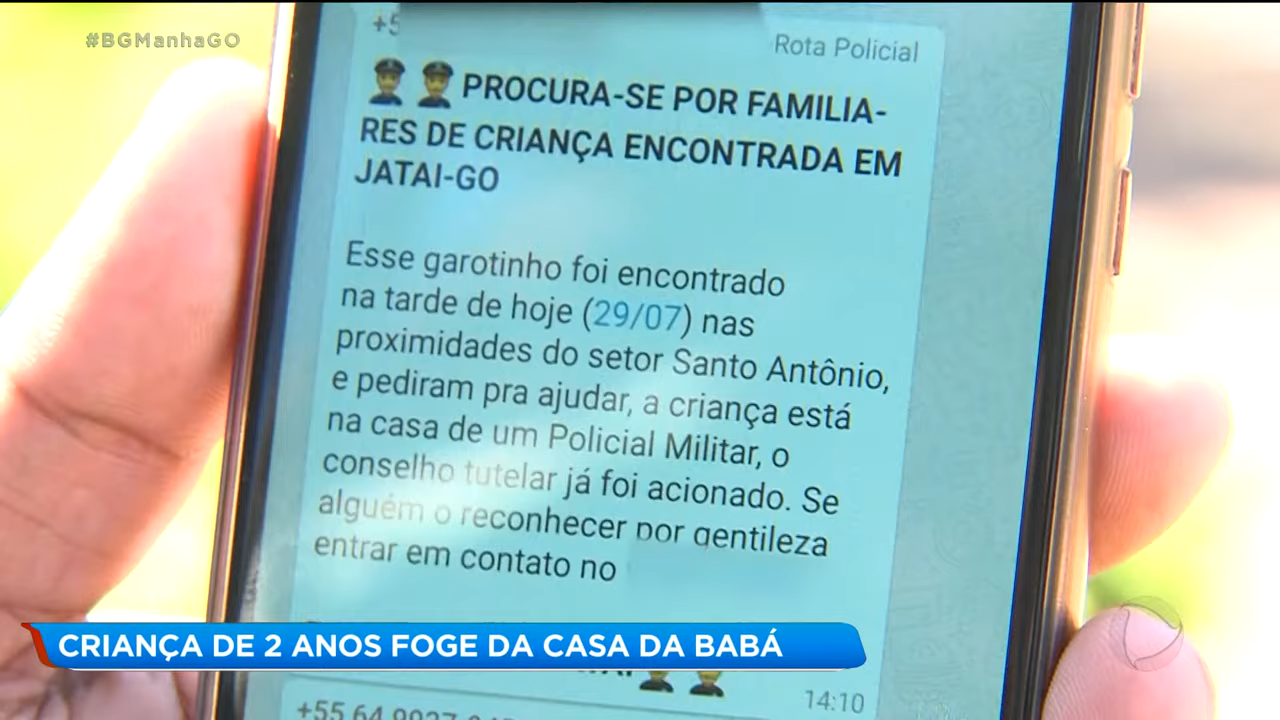 #BGManhaGO
+5
Rota Policial
PROCURA-SE POR FAMILIA-
RES DE CRIANÇA ENCONTRADA EM
JATAI-GO
Esse garotinho foi encontrado
na tarde de hoje (29/07) nas
proximidades do setor Santo Antônio,
e pediram pra ajudar, a criança está
na casa de um Policial Militar, o
conselho tutelar já foi acionado. Se
alguém o reconhecer por gentileza
entrar em contato no
CRIANÇA DE 2 ANOS FOGE DA CASA DA BABÁ
14:10
+55 64